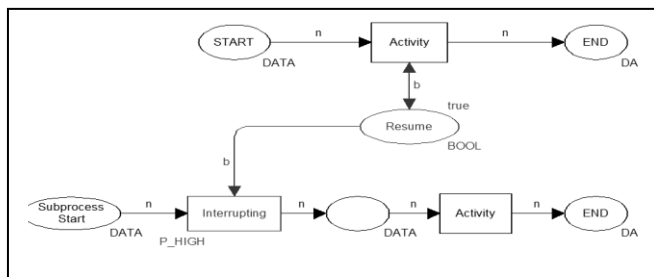 n
n
START
Activity
END
DATA
DA
b
true
Resume
BOOL
b
Subprocess
Start
n
Interrupting
n
n
Activity
n
END
DATA
P_HIGH
DATA
DA